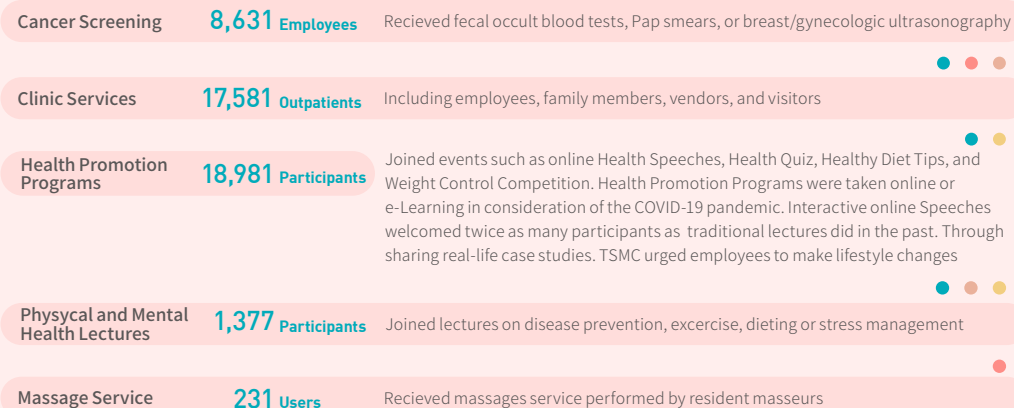 Cancer Screening 8,631 Employees Recieved fecal occult blood tests, Pap smears, or breast/gynecologic ultrasonography
Clinic Services 17,581 Outpatients Including employees, family members, vendors, and visitors
Health Promotion
Programs
18,981 Participants
Joined events such as online Health Speeches, Health Quiz, Healthy Diet Tips, and
Weight Control Competition. Health Promotion Programs were taken online or
e-Learning in consideration of the COVID-19 pandemic. Interactive online Speeches
welcomed twice as many participants as traditional lectures did in the past. Through
sharing real-life case studies. TSMC urged employees to make lifestyle changes
Physycal and Mental
Health Lectures
1,377 Participants Joined lectures on disease prevention, excercise, dieting or stress management
Massage Service 231 Users Recieved massages service performed by resident masseurs